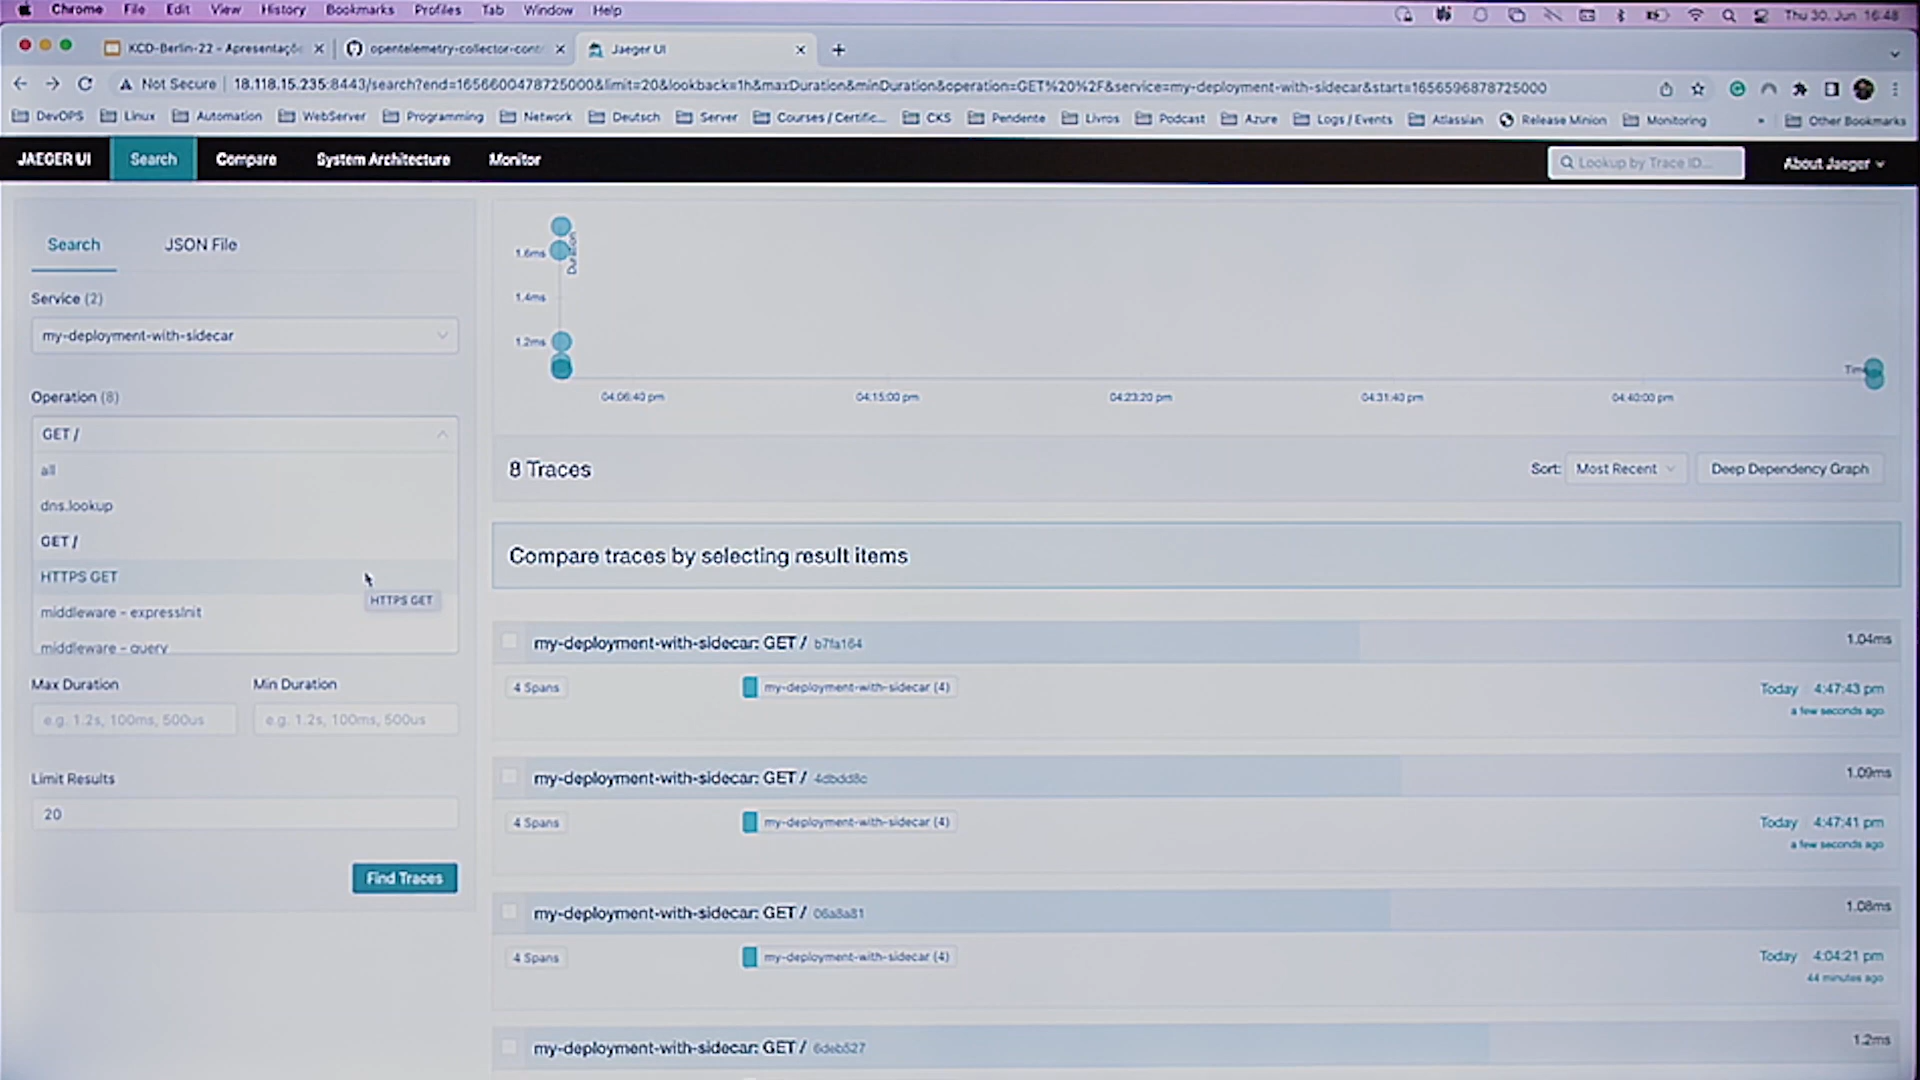 Chrome File Edit View History Bookmarks Profiles Tab Window Help
Thu 30. Jun 16:48
KCD-Berlin-22 - Apresentaçõe
opentelemetry-collector-cont
Jaeger UI
Not Secure 18.118.15.235:8443/search?end=1656600478725000&limit=20&lookback=1h&maxDuration&minDuration&operation=GET%20%2F&service=my-deployment-with-sidecar&start=1656596878725000
DevOPS Linux Automation WebServer Programming Network Deutsch Server Courses / Certific... CKS Pendente Livros Podcast Azure Logs / Events Atlassian Release Minion Monitoring » Other Bookmarks
JAEGER UI Search Compare System Architecture Monitor Lookup by Trace ID... About Jaeger
Search JSON File
Service (2)
my-deployment-with-sidecar
Operation (8)
GET /
all
dns.lookup
GET /
HTTPS GET
HTTPS GET
middleware - expressInit
middleware - query
Max Duration Min Duration
e.g. 1.2s, 100ms, 500us e.g. 1.2s, 100ms, 500us
Limit Results
20
Find Traces
Duration
1.6ms
1.4ms
1.2ms
Time
04:06:40 pm 04:15:00 pm 04:23:20 pm 04:31:40 pm 04:40:00 pm
8 Traces
Sort: Most Recent Deep Dependency Graph
Compare traces by selecting result items
my-deployment-with-sidecar: GET / b7fa164 1.04ms
4 Spans my-deployment-with-sidecar (4) Today 4:47:43 pm
a few seconds ago
my-deployment-with-sidecar: GET / 4dbdd8c 1.09ms
4 Spans my-deployment-with-sidecar (4) Today 4:47:41 pm
a few seconds ago
my-deployment-with-sidecar: GET / 06a8a81 1.08ms
4 Spans my-deployment-with-sidecar (4) Today 4:04:21 pm
44 minutes ago
my-deployment-with-sidecar: GET / 6deb527 1.2ms